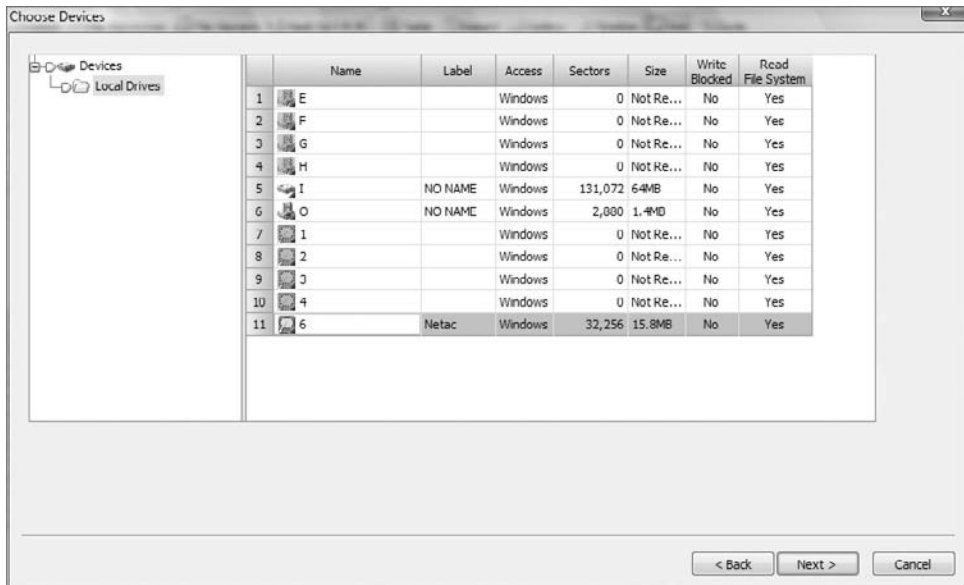 Choose Devices
Devices
Local Drives
Name Label Access Sectors Size Write Blocked Read File System
1 E Windows 0 Not Re... No Yes
2 F Windows 0 Not Re... No Yes
3 G Windows 0 Not Re... No Yes
4 H Windows 0 Not Re... No Yes
5 I NO NAME Windows 131,072 64MB No Yes
6 O NO NAME Windows 2,880 1.4MB No Yes
7 1 Windows 0 Not Re... No Yes
8 2 Windows 0 Not Re... No Yes
9 3 Windows 0 Not Re... No Yes
10 4 Windows 0 Not Re... No Yes
11 6 Netac Windows 32,256 15.8MB No Yes
< Back Next > Cancel